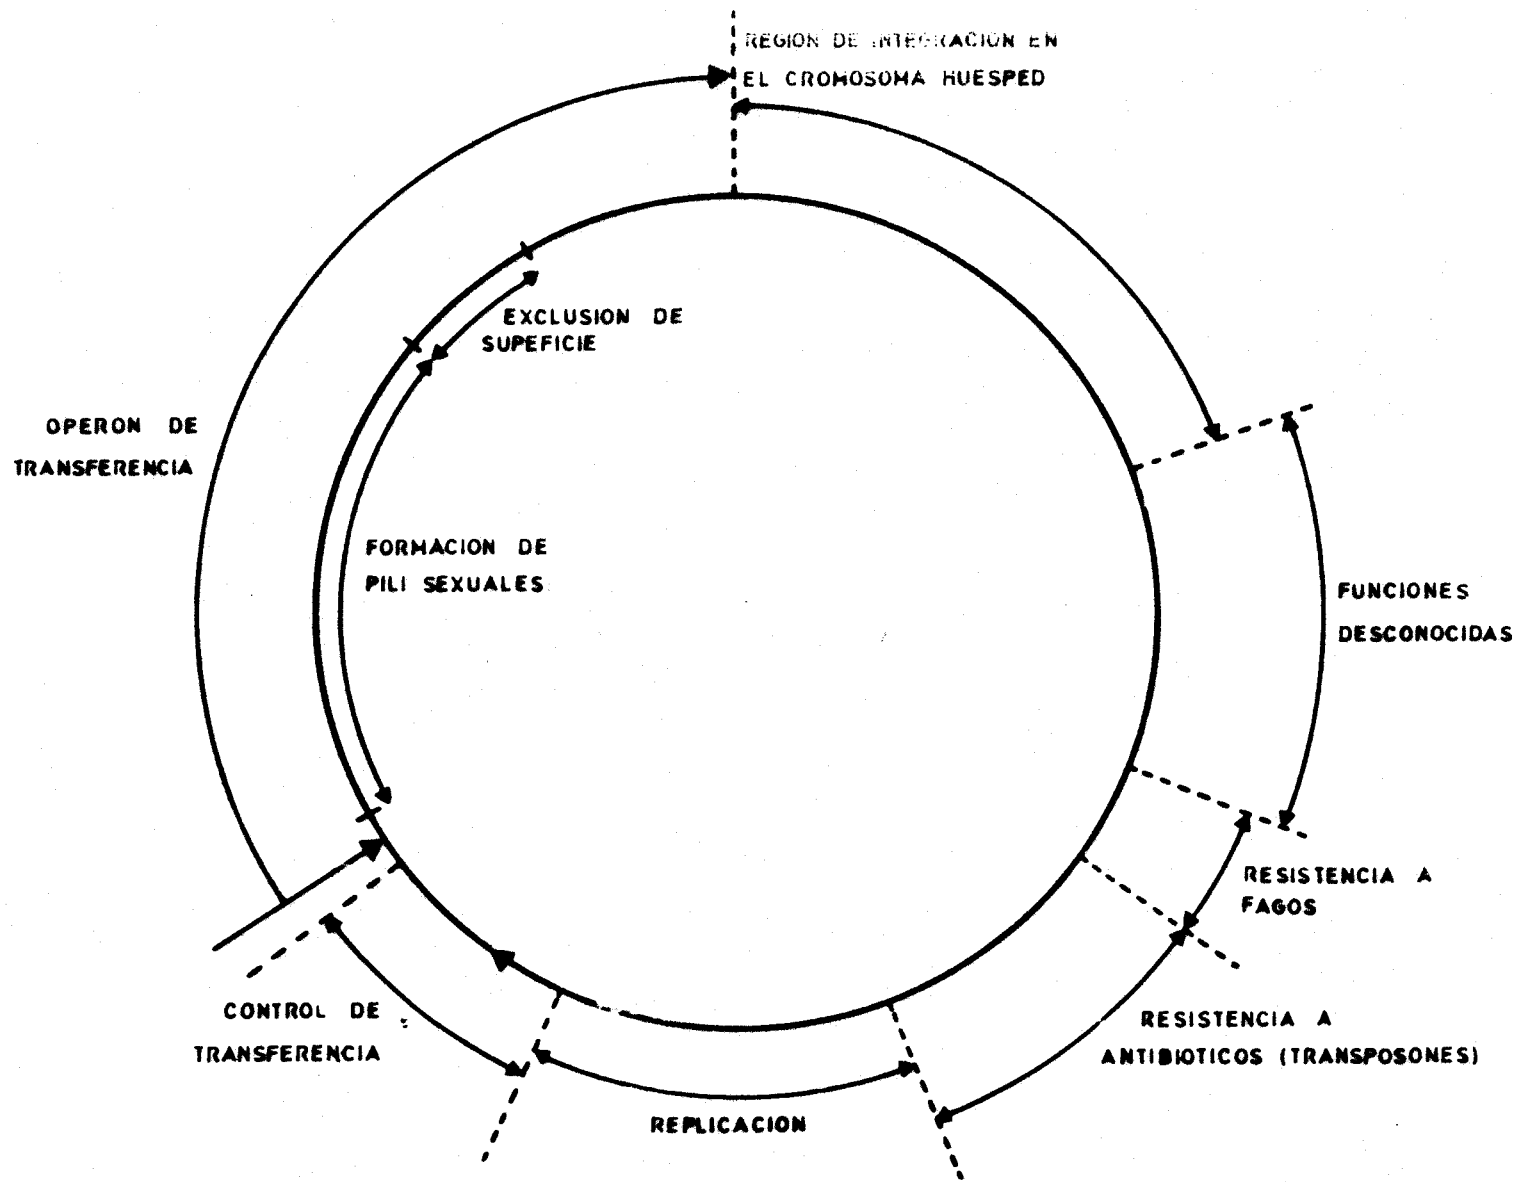 REGION DE INTEGRACION EN
EL CROMOSOMA HUESPED
EXCLUSION DE
SUPEFICIE
OPERON DE
TRANSFERENCIA
FORMACION DE
PILI SEXUALES
FUNCIONES
DESCONOCIDAS
RESISTENCIA A
FAGOS
CONTROL DE
TRANSFERENCIA
RESISTENCIA A
ANTIBIOTICOS (TRANSPOSONES)
REPLICACION